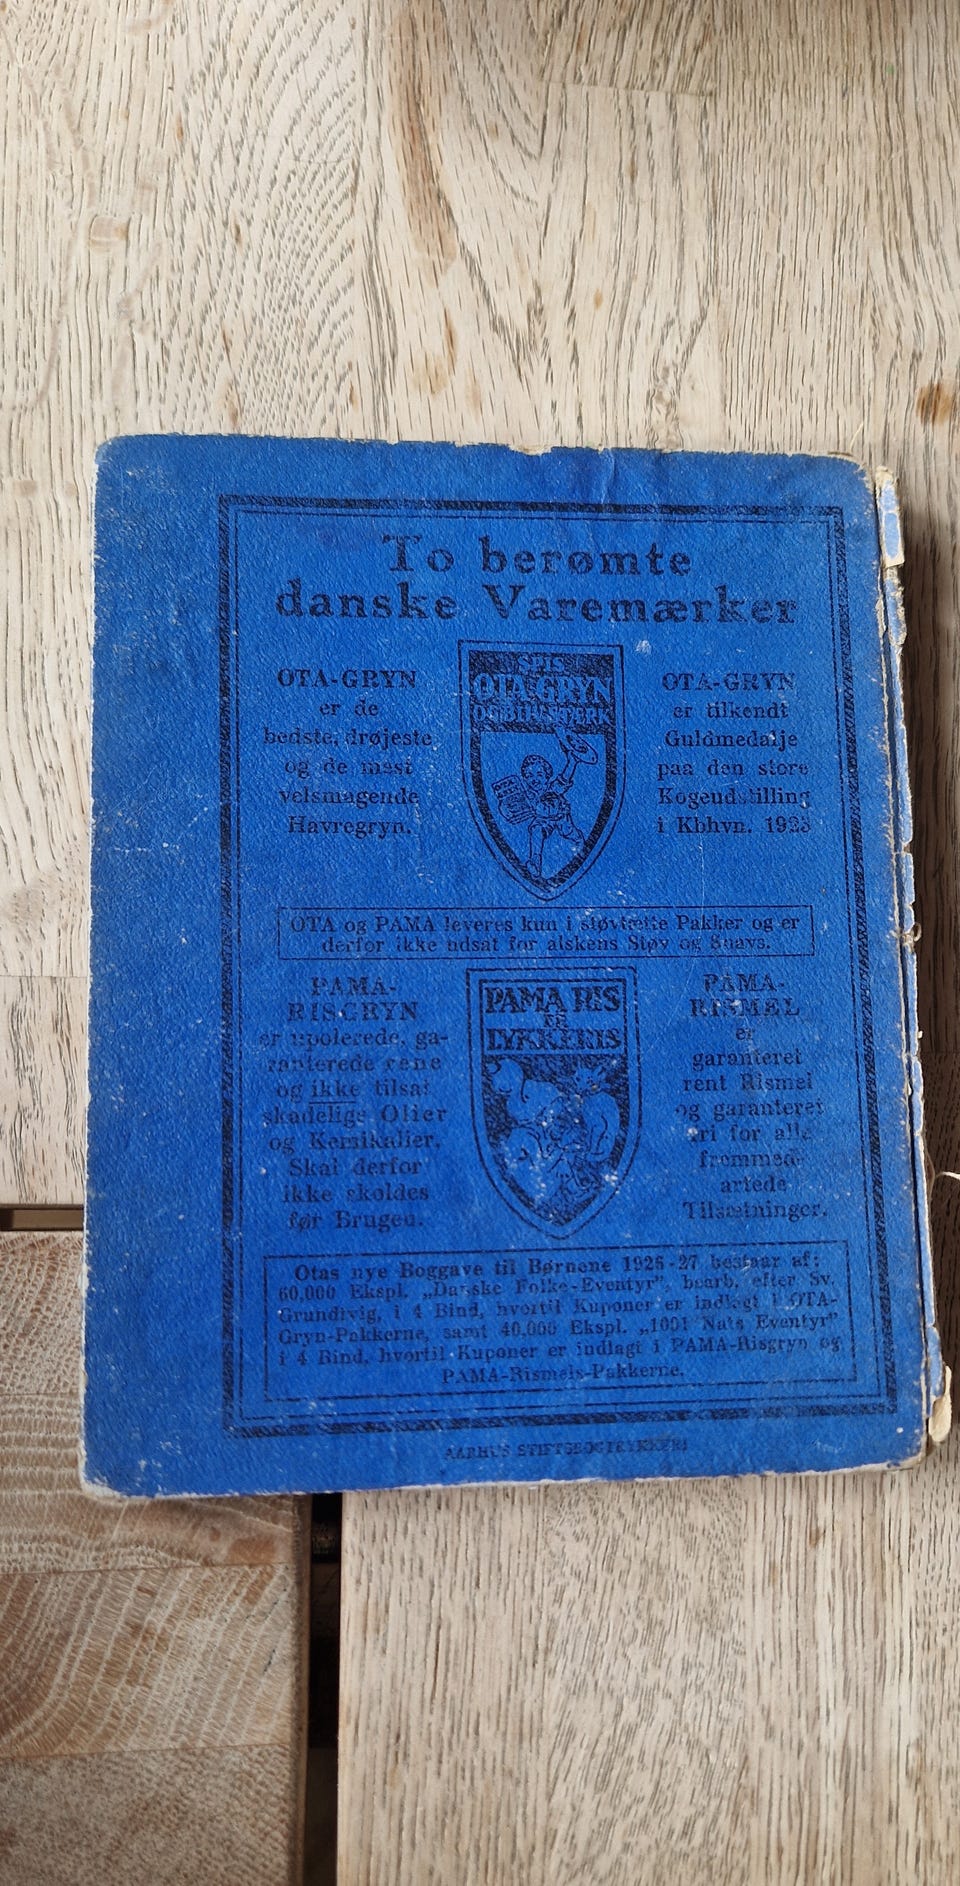 To berømte
danske Varemærker
OTA-GRYN
er de
bedste, drøjeste
og de mest
velsmagende
Havregryn.
SPIS
OTA-GRYN
OG BLIV STÆRK
OTA-GRYN
er tilkendt
Guldmedalje
paa den store
Kogeudstilling
i Kbhvn. 1923
OTA og PAMA leveres kun i støvtætte Pakker og er
derfor ikke udsat for alskens Støv og Snavs.
PAMA-
RISGRYN
er upolerede, ga-
ranterede rene
og ikke tilsat
skadelige Olier
og Kemikalier.
Skal derfor
ikke skoldes
før Brugen.
PAMA RIS
ER
LYKKERIS
PAMA-
RISMEL
er
garanteret
rent Rismel
og garanteret
fri for alle
fremmed-
artede
Tilsætninger.
Otas nye Boggave til Børnene 1926-27 bestaar af:
60.000 Ekspl. „Danske Folke-Eventyr", bearb. efter Sv.
Grundtvig, i 4 Bind, hvortil Kuponer er indlagt i OTA-
Gryn-Pakkerne, samt 40.000 Ekspl. „1001 Nats Eventyr"
i 4 Bind, hvortil Kuponer er indlagt i PAMA-Risgryn og
PAMA-Rismels-Pakkerne.
AARHUS STIFTSBOGTRYKKERI